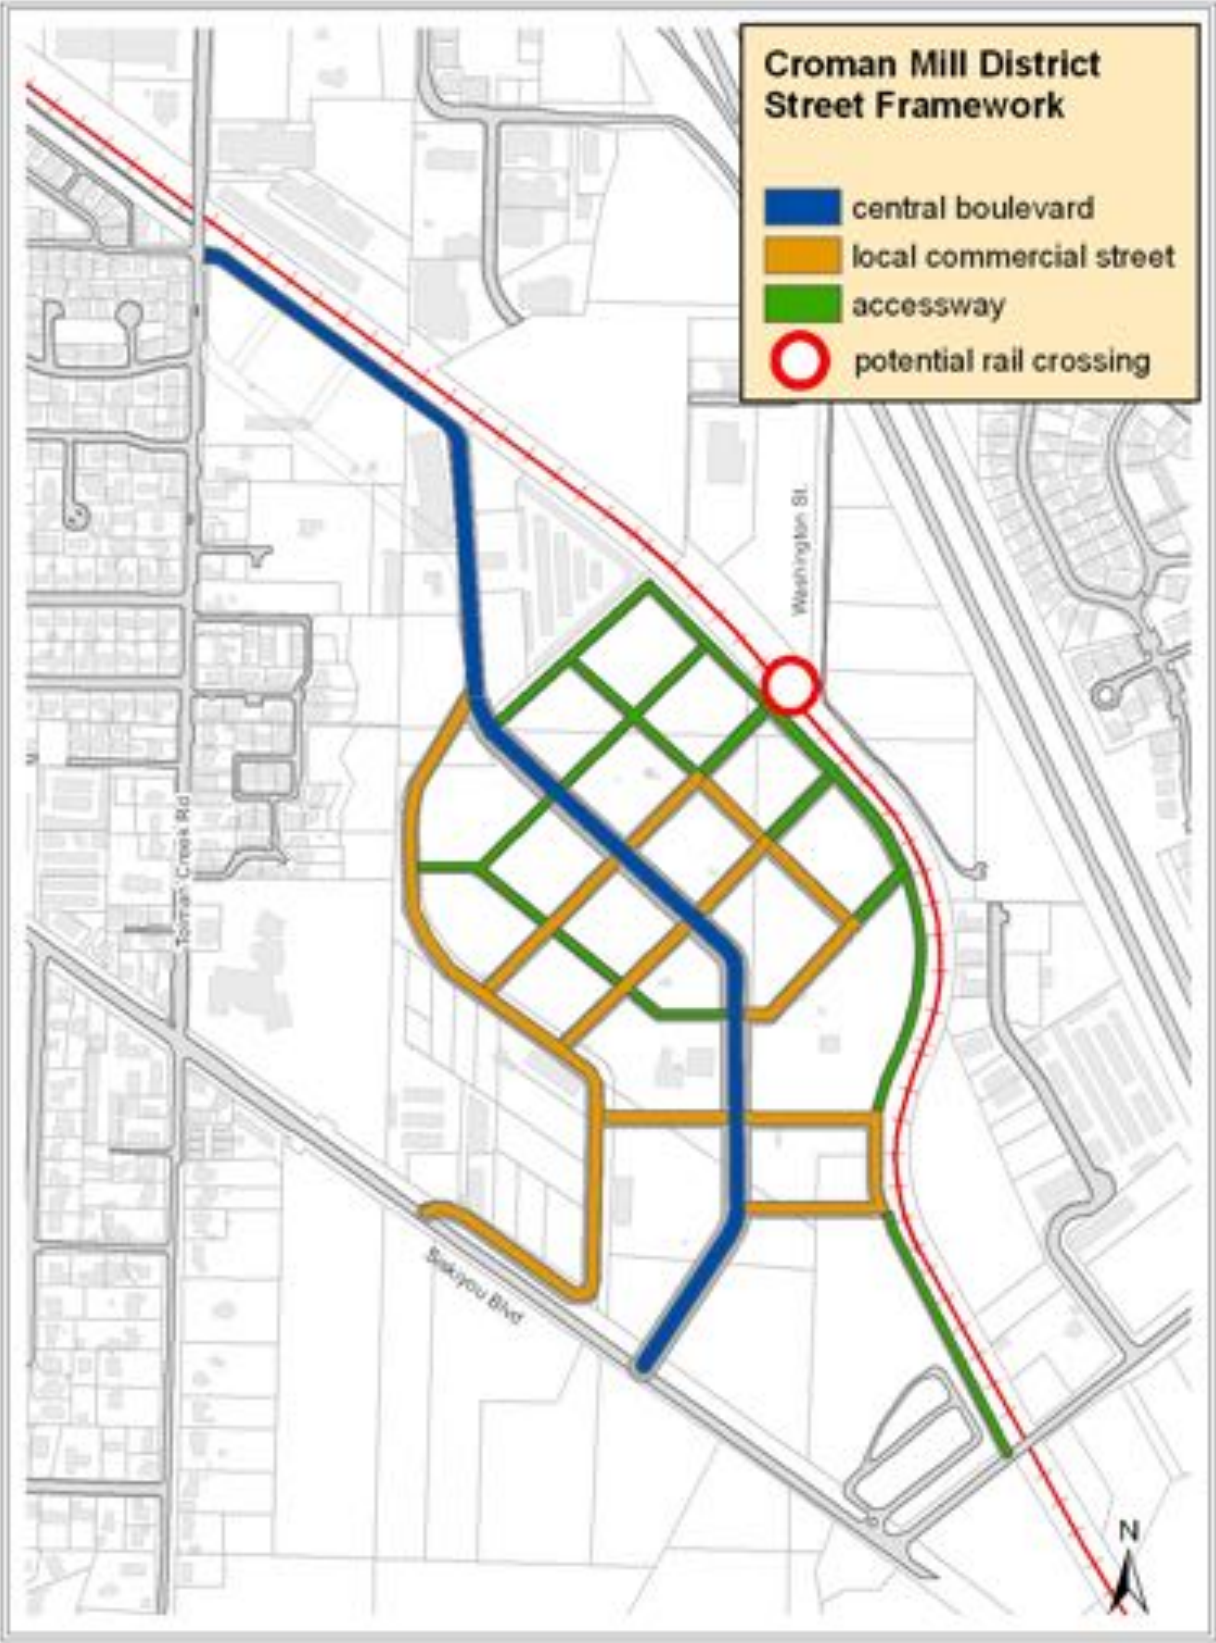 Croman Mill District
Street Framework
central boulevard
local commercial street
accessway
potential rail crossing
Washington St.
Tolman Creek Rd
Siskiyou Blvd
N